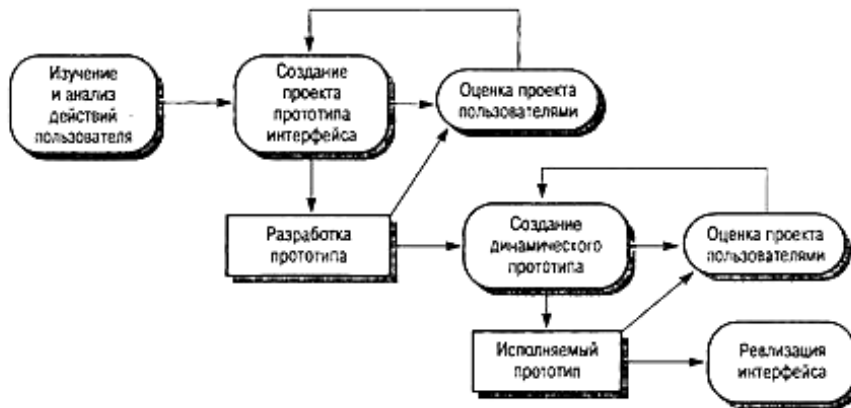 Изучение
и анализ
действий
пользователя
Создание
проекта
прототипа
интерфейса
Оценка проекта
пользователями
Разработка
прототипа
Создание
динамического
прототипа
Оценка проекта
пользователями
Исполняемый
прототип
Реализация
интерфейса